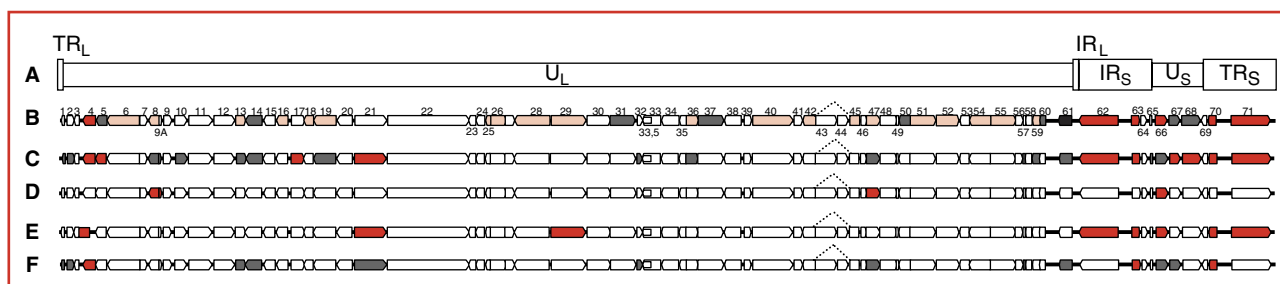 TRL IRL
A UL IRS US TRS
1 2 3 4 5 6 7 8 9 10 11 12 13 14 15 16 17 18 19 20 21 22 24 26 28 29 30 31 32 33 34 36 37 38 39 40 41 42 45 47 48 50 51 52 53 54 55 56 58 60 61 62 63 65 67 68 70 71
B
9A 23 25 33,5 35 43 44 46 49 57 59 64 66 69
C
D
E
F